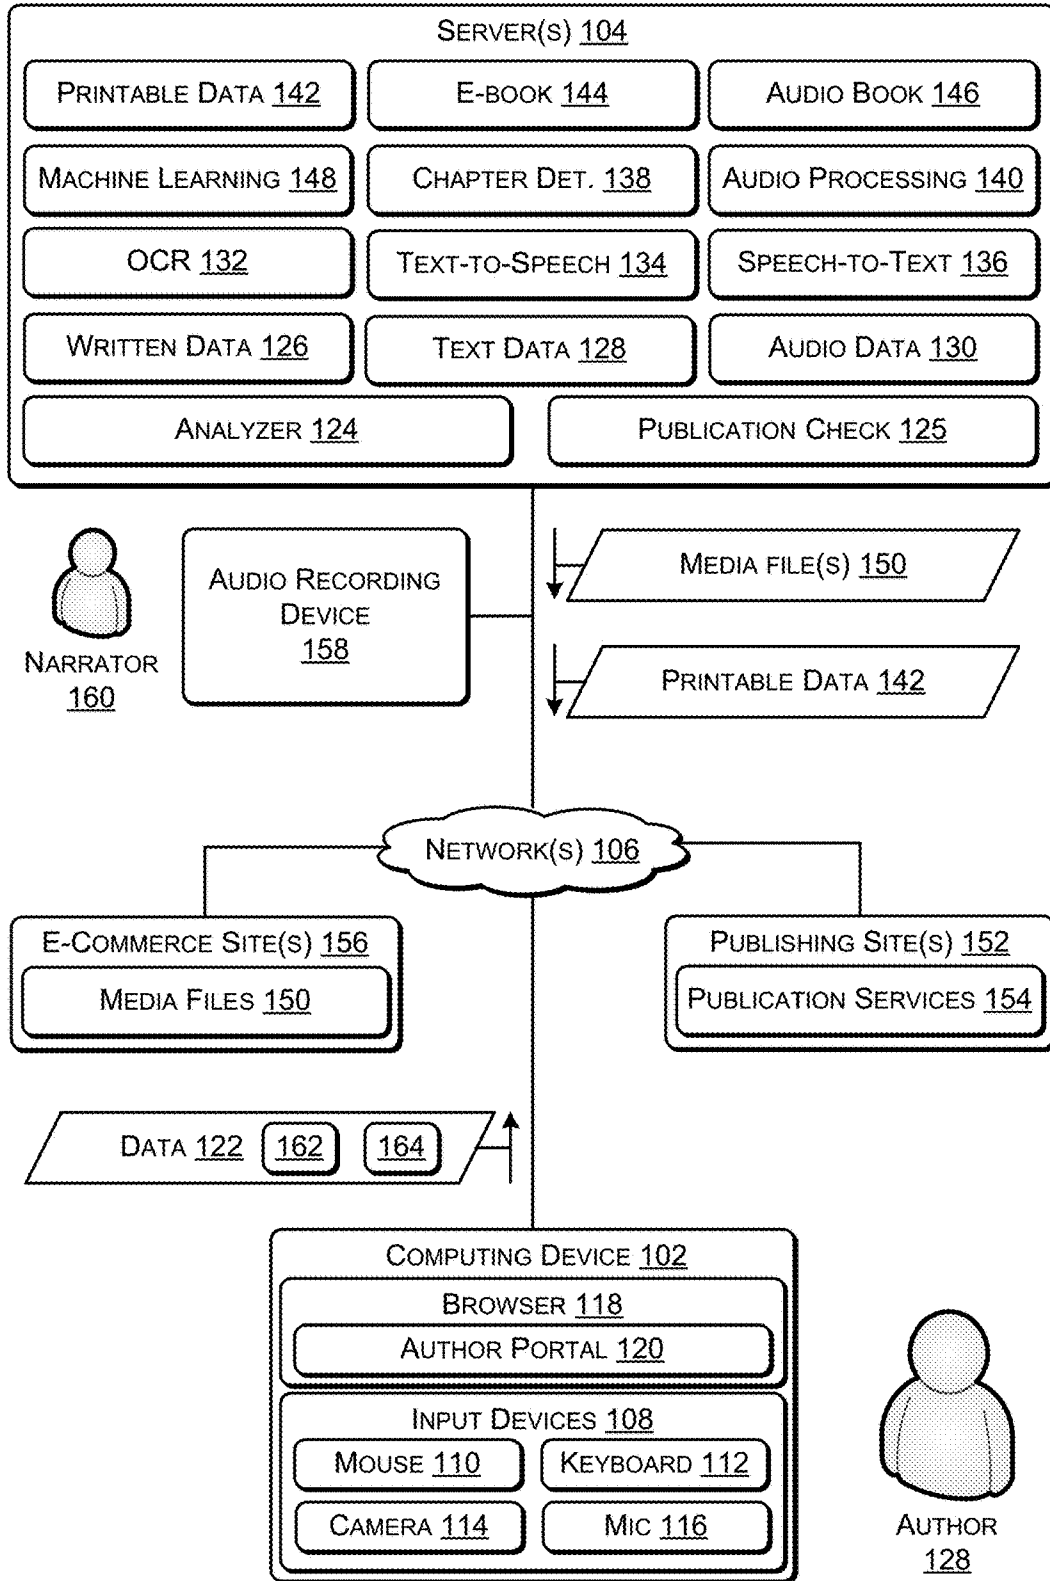 SERVER(S) 104
PRINTABLE DATA 142
E-BOOK 144
AUDIO BOOK 146
MACHINE LEARNING 148
CHAPTER DET. 138
AUDIO PROCESSING 140
OCR 132
TEXT-TO-SPEECH 134
SPEECH-TO-TEXT 136
WRITTEN DATA 126
TEXT DATA 128
AUDIO DATA 130
ANALYZER 124
PUBLICATION CHECK 125
NARRATOR
160
AUDIO RECORDING
DEVICE
158
MEDIA FILE(S) 150
PRINTABLE DATA 142
NETWORK(S) 106
E-COMMERCE SITE(S) 156
MEDIA FILES 150
PUBLISHING SITE(S) 152
PUBLICATION SERVICES 154
DATA 122 162 164
COMPUTING DEVICE 102
BROWSER 118
AUTHOR PORTAL 120
INPUT DEVICES 108
MOUSE 110
KEYBOARD 112
CAMERA 114
MIC 116
AUTHOR
128